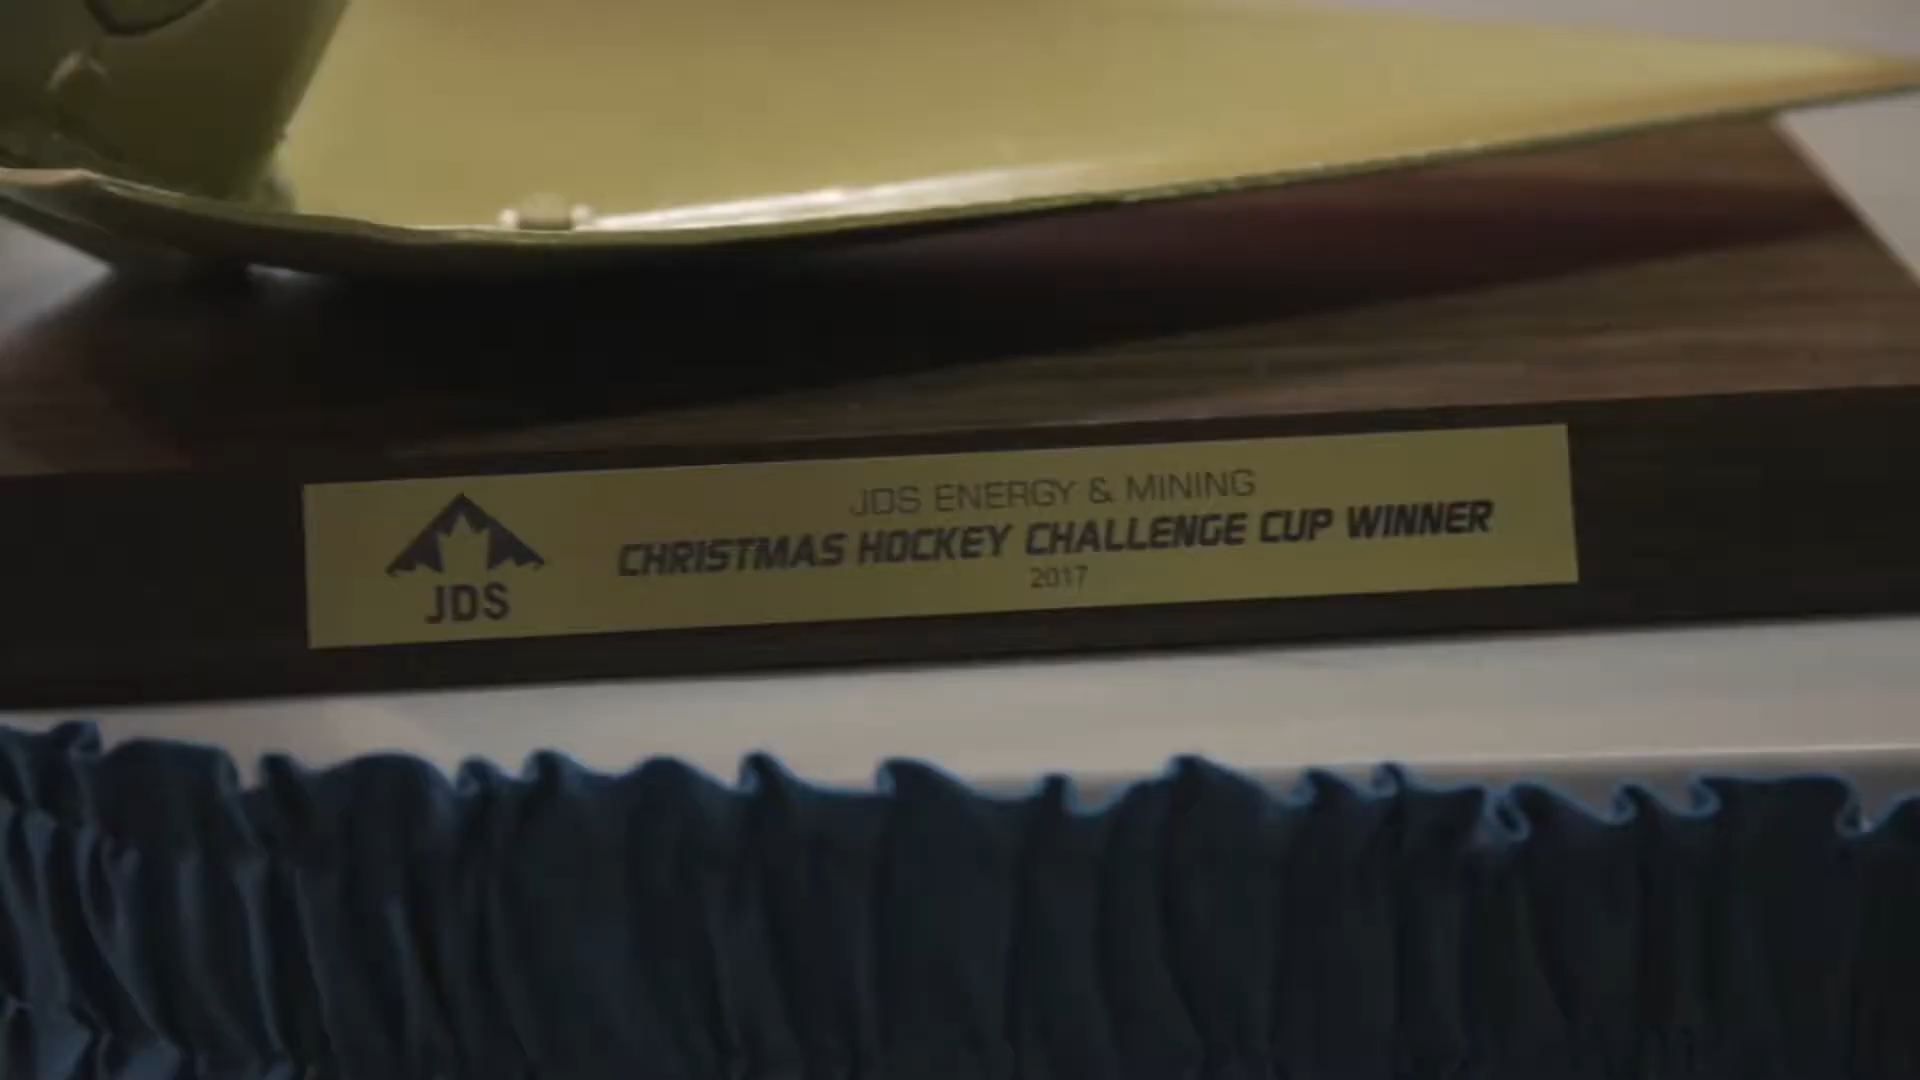 JDS
JDS ENERGY & MINING
CHRISTMAS HOCKEY CHALLENGE CUP WINNER
2017